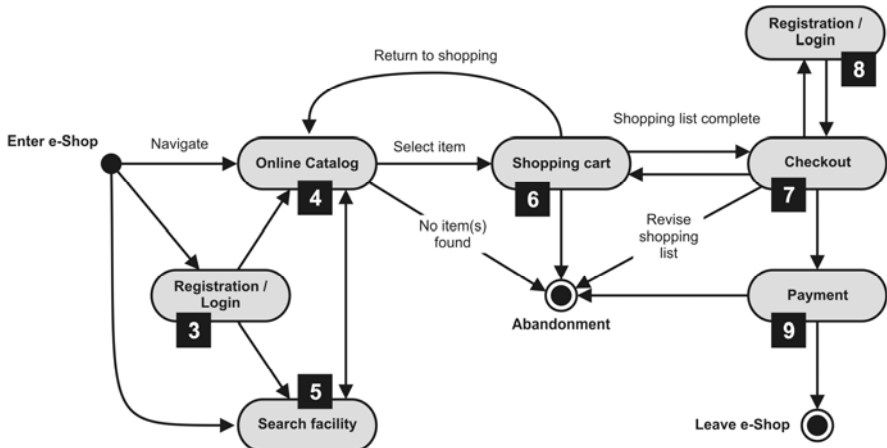 Registration /
Login
8
Return to shopping
Shopping list complete
Enter e-Shop
Navigate
Online Catalog
4
Select item
Shopping cart
6
Checkout
7
No item(s)
found
Revise
shopping
list
Registration /
Login
3
Abandonment
Payment
9
5
Search facility
Leave e-Shop